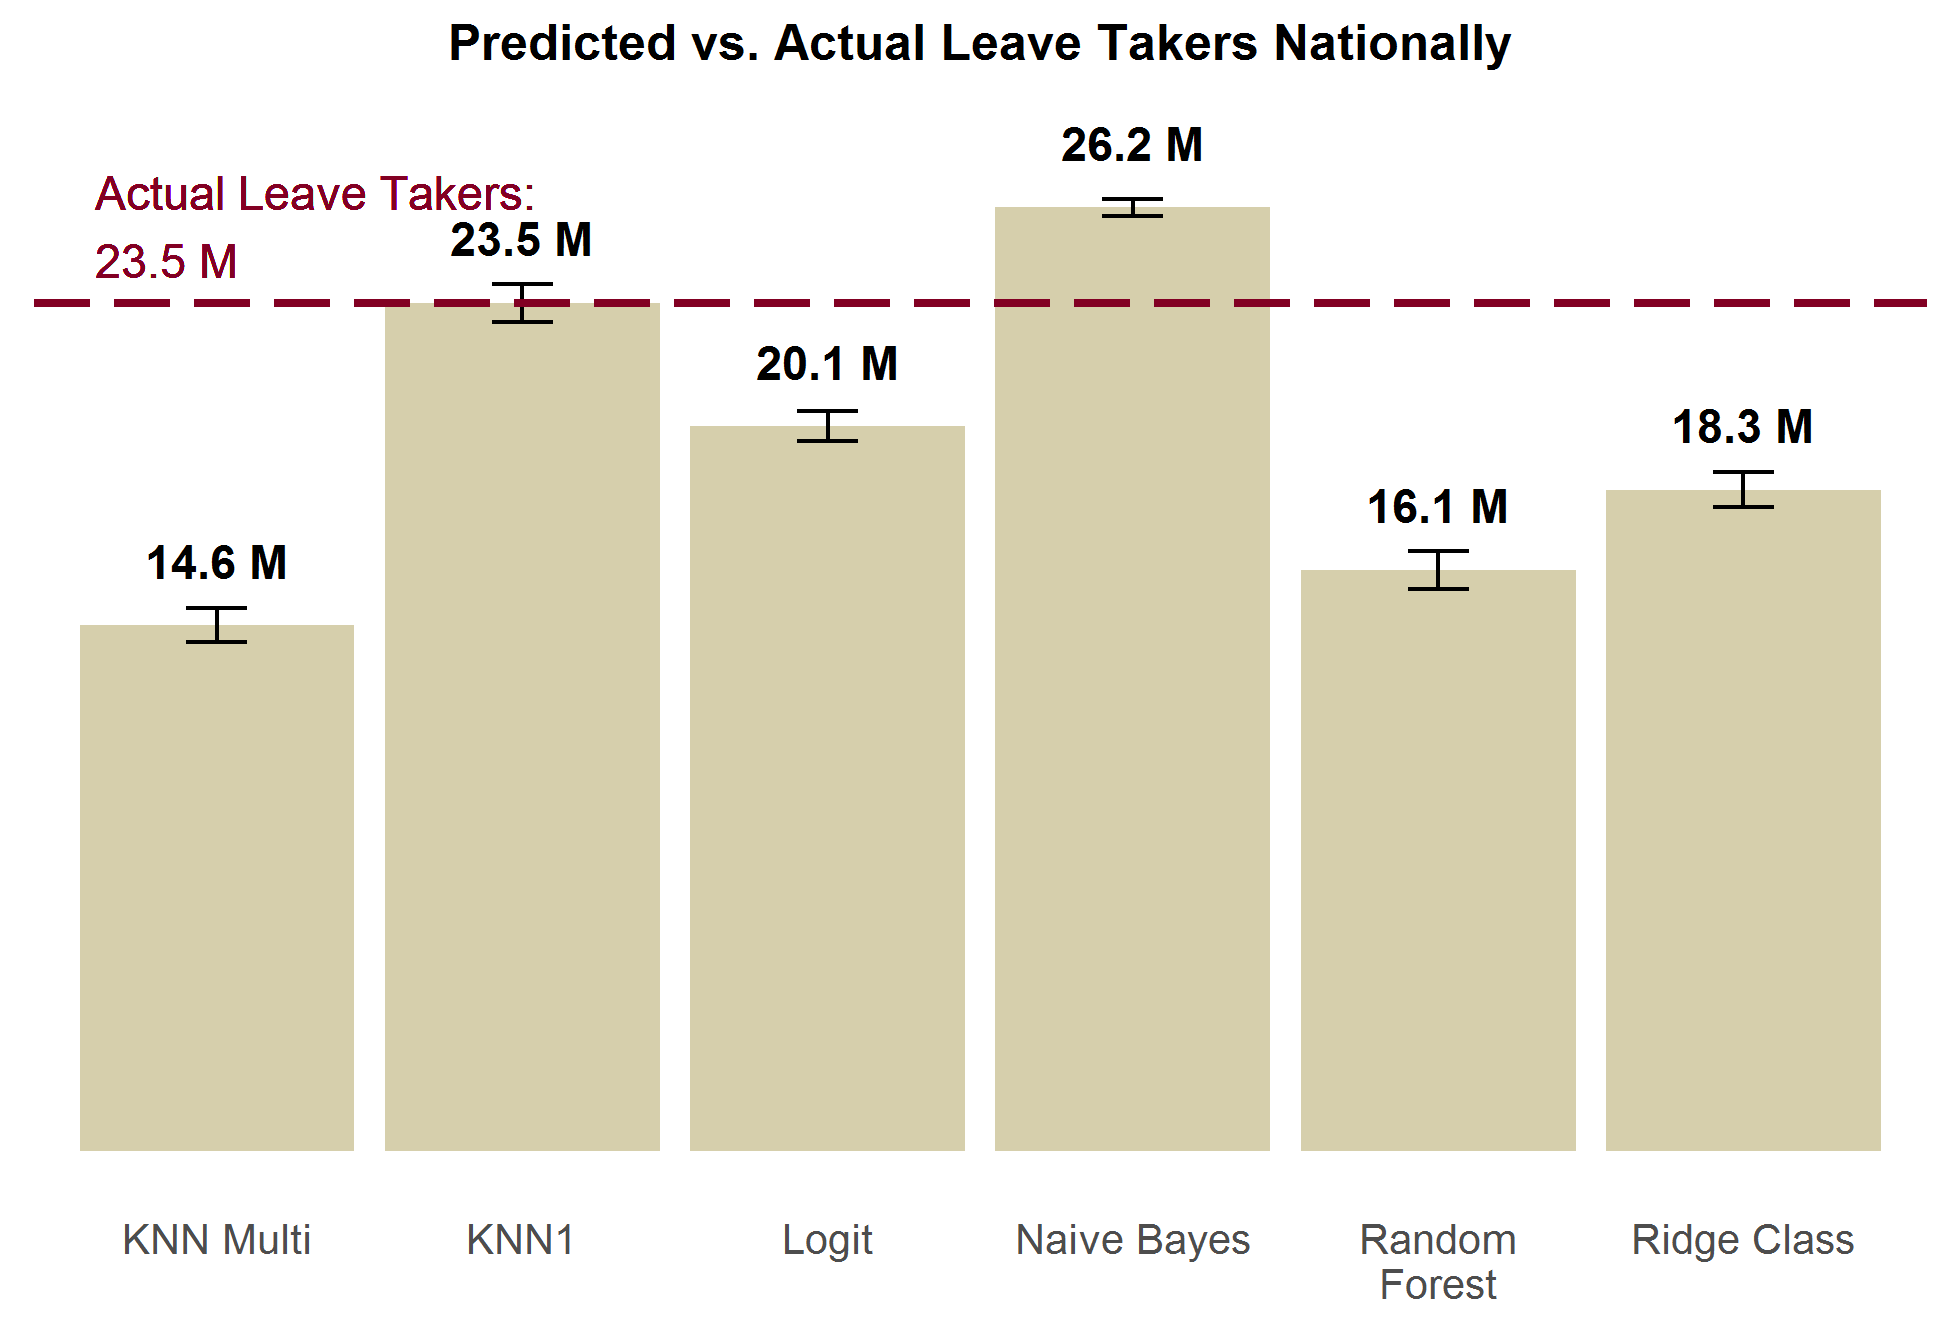 Predicted vs. Actual Leave Takers Nationally
26.2 M
Actual Leave Takers:
23.5 M
23.5 M
20.1 M
18.3 M
16.1 M
14.6 M
KNN Multi
KNN1
Logit
Naive Bayes
Random
Forest
Ridge Class